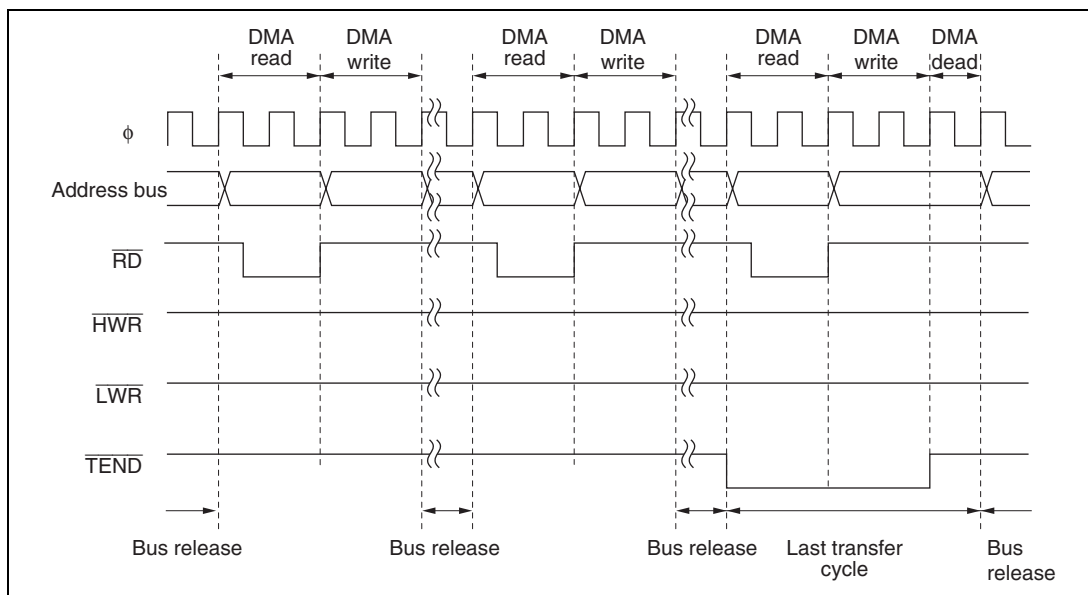 DMA read
DMA write
DMA read
DMA write
DMA read
DMA write
DMA dead
φ
Address bus
RD
HWR
LWR
TEND
Bus release
Bus release
Bus release
Last transfer cycle
Bus release